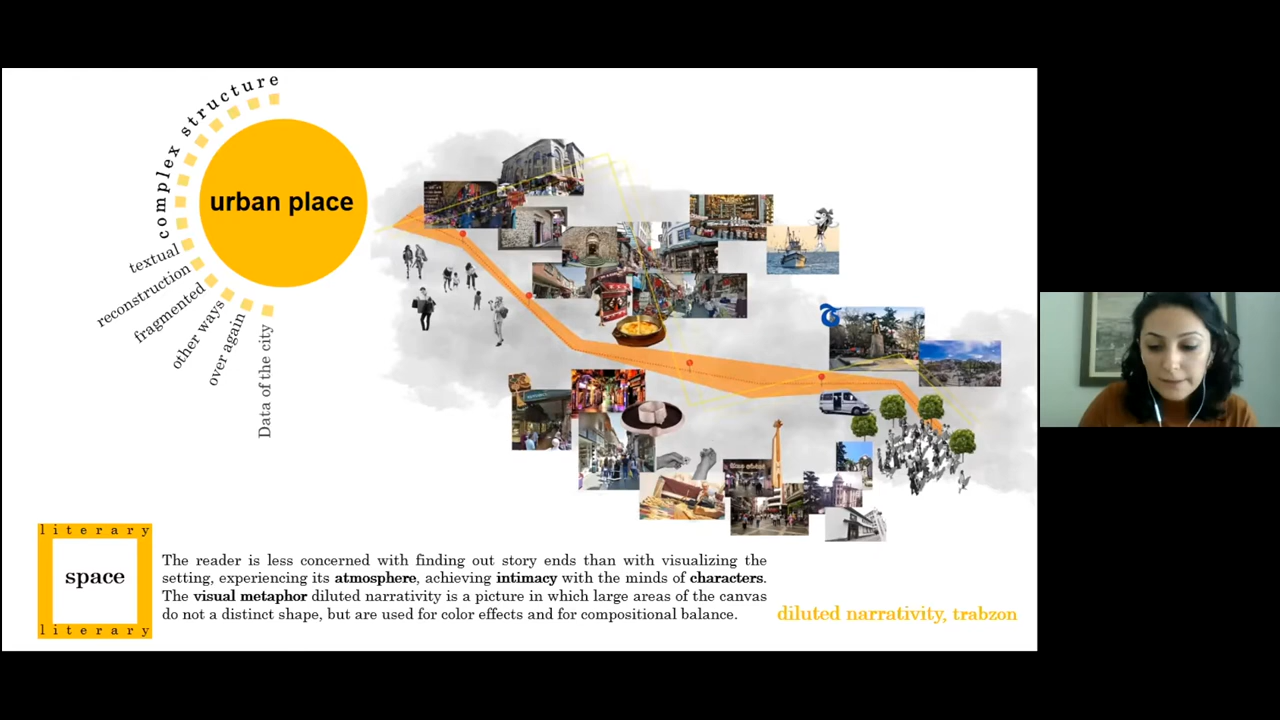 complex structure
urban place
textual
reconstruction
fragmented
other ways
over again
Data of the city
literary
space
literary
The reader is less concerned with finding out story ends than with visualizing the
setting, experiencing its atmosphere, achieving intimacy with the minds of characters.
The visual metaphor diluted narrativity is a picture in which large areas of the canvas
do not a distinct shape, but are used for color effects and for compositional balance.
diluted narrativity, trabzon